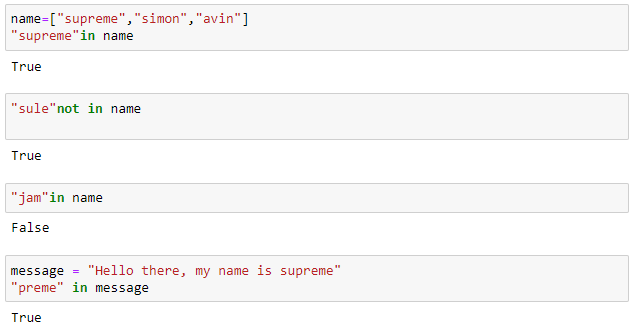 name=["supreme","simon","avin"]
"supreme"in name
True
"sule"not in name
True
"jam"in name
False
message = "Hello there, my name is supreme"
"preme" in message
True